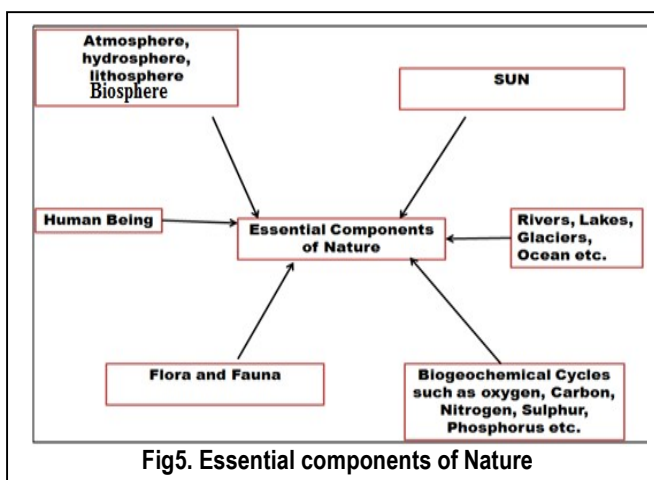 Atmosphere,
hydrosphere,
lithosphere
Biosphere
SUN
Human Being
Essential Components
of Nature
Rivers, Lakes,
Glaciers,
Ocean etc.
Flora and Fauna
Biogeochemical Cycles
such as oxygen, Carbon,
Nitrogen, Sulphur,
Phosphorus etc.
Fig5. Essential components of Nature